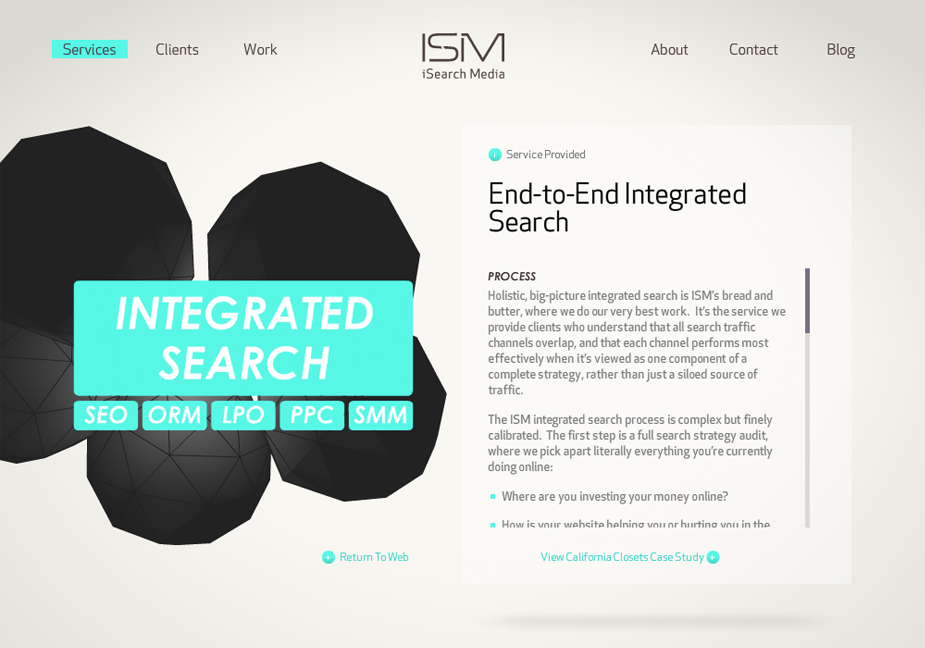 Services
Clients
Work
ISM
iSearch Media
About
Contact
Blog
INTEGRATED
SEARCH
SEO
ORM
LPO
PPC
SMM
Return To Web
i Service Provided
End-to-End Integrated
Search
PROCESS
Holistic, big-picture integrated search is ISM's bread and
butter, where we do our very best work. It's the service we
provide clients who understand that all search traffic
channels overlap, and that each channel performs most
effectively when it's viewed as one component of a
complete strategy, rather than just a siloed source of
traffic.
The ISM integrated search process is complex but finely
calibrated. The first step is a full search strategy audit,
where we pick apart literally everything you're currently
doing online:
Where are you investing your money online?
How is your website helping you or hurting you in the
View California Closets Case Study